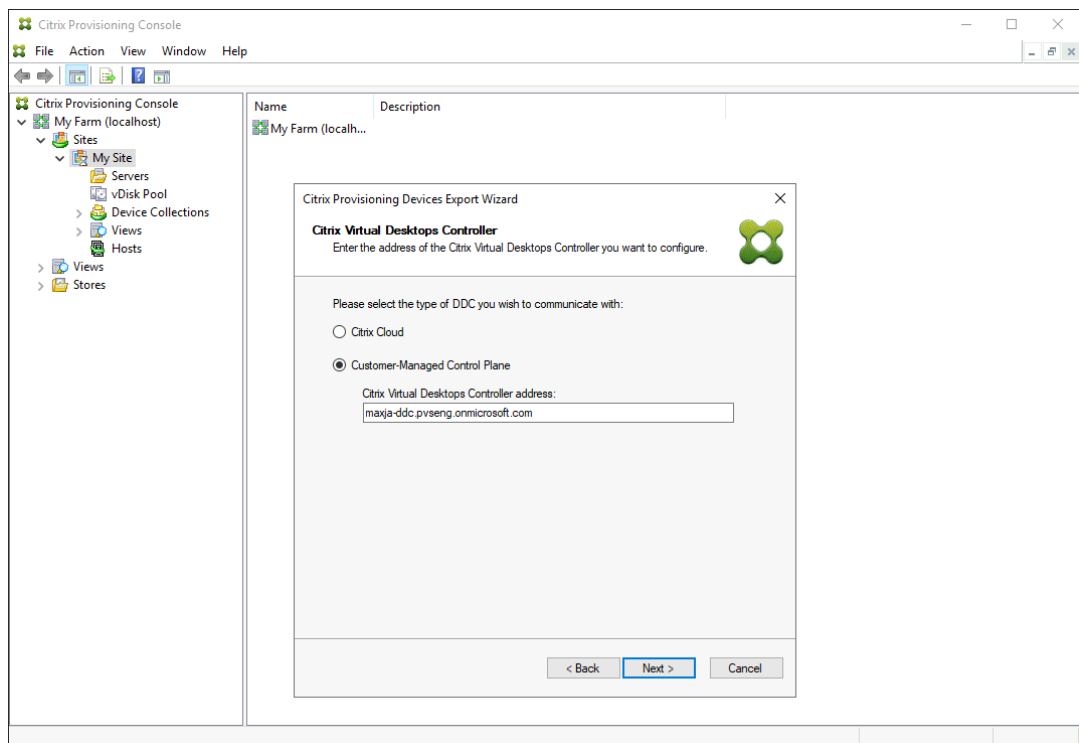 Citrix Provisioning Console
File Action View Window Help
Citrix Provisioning Console
My Farm (localhost)
Sites
My Site
Servers
vDisk Pool
Device Collections
Views
Hosts
Views
Stores
Name Description
My Farm (localh...
Citrix Provisioning Devices Export Wizard
Citrix Virtual Desktops Controller
Enter the address of the Citrix Virtual Desktops Controller you want to configure.
Please select the type of DDC you wish to communicate with:
Citrix Cloud
Customer-Managed Control Plane
Citrix Virtual Desktops Controller address:
maxja-ddc.pvseng.onmicrosoft.com
< Back Next > Cancel